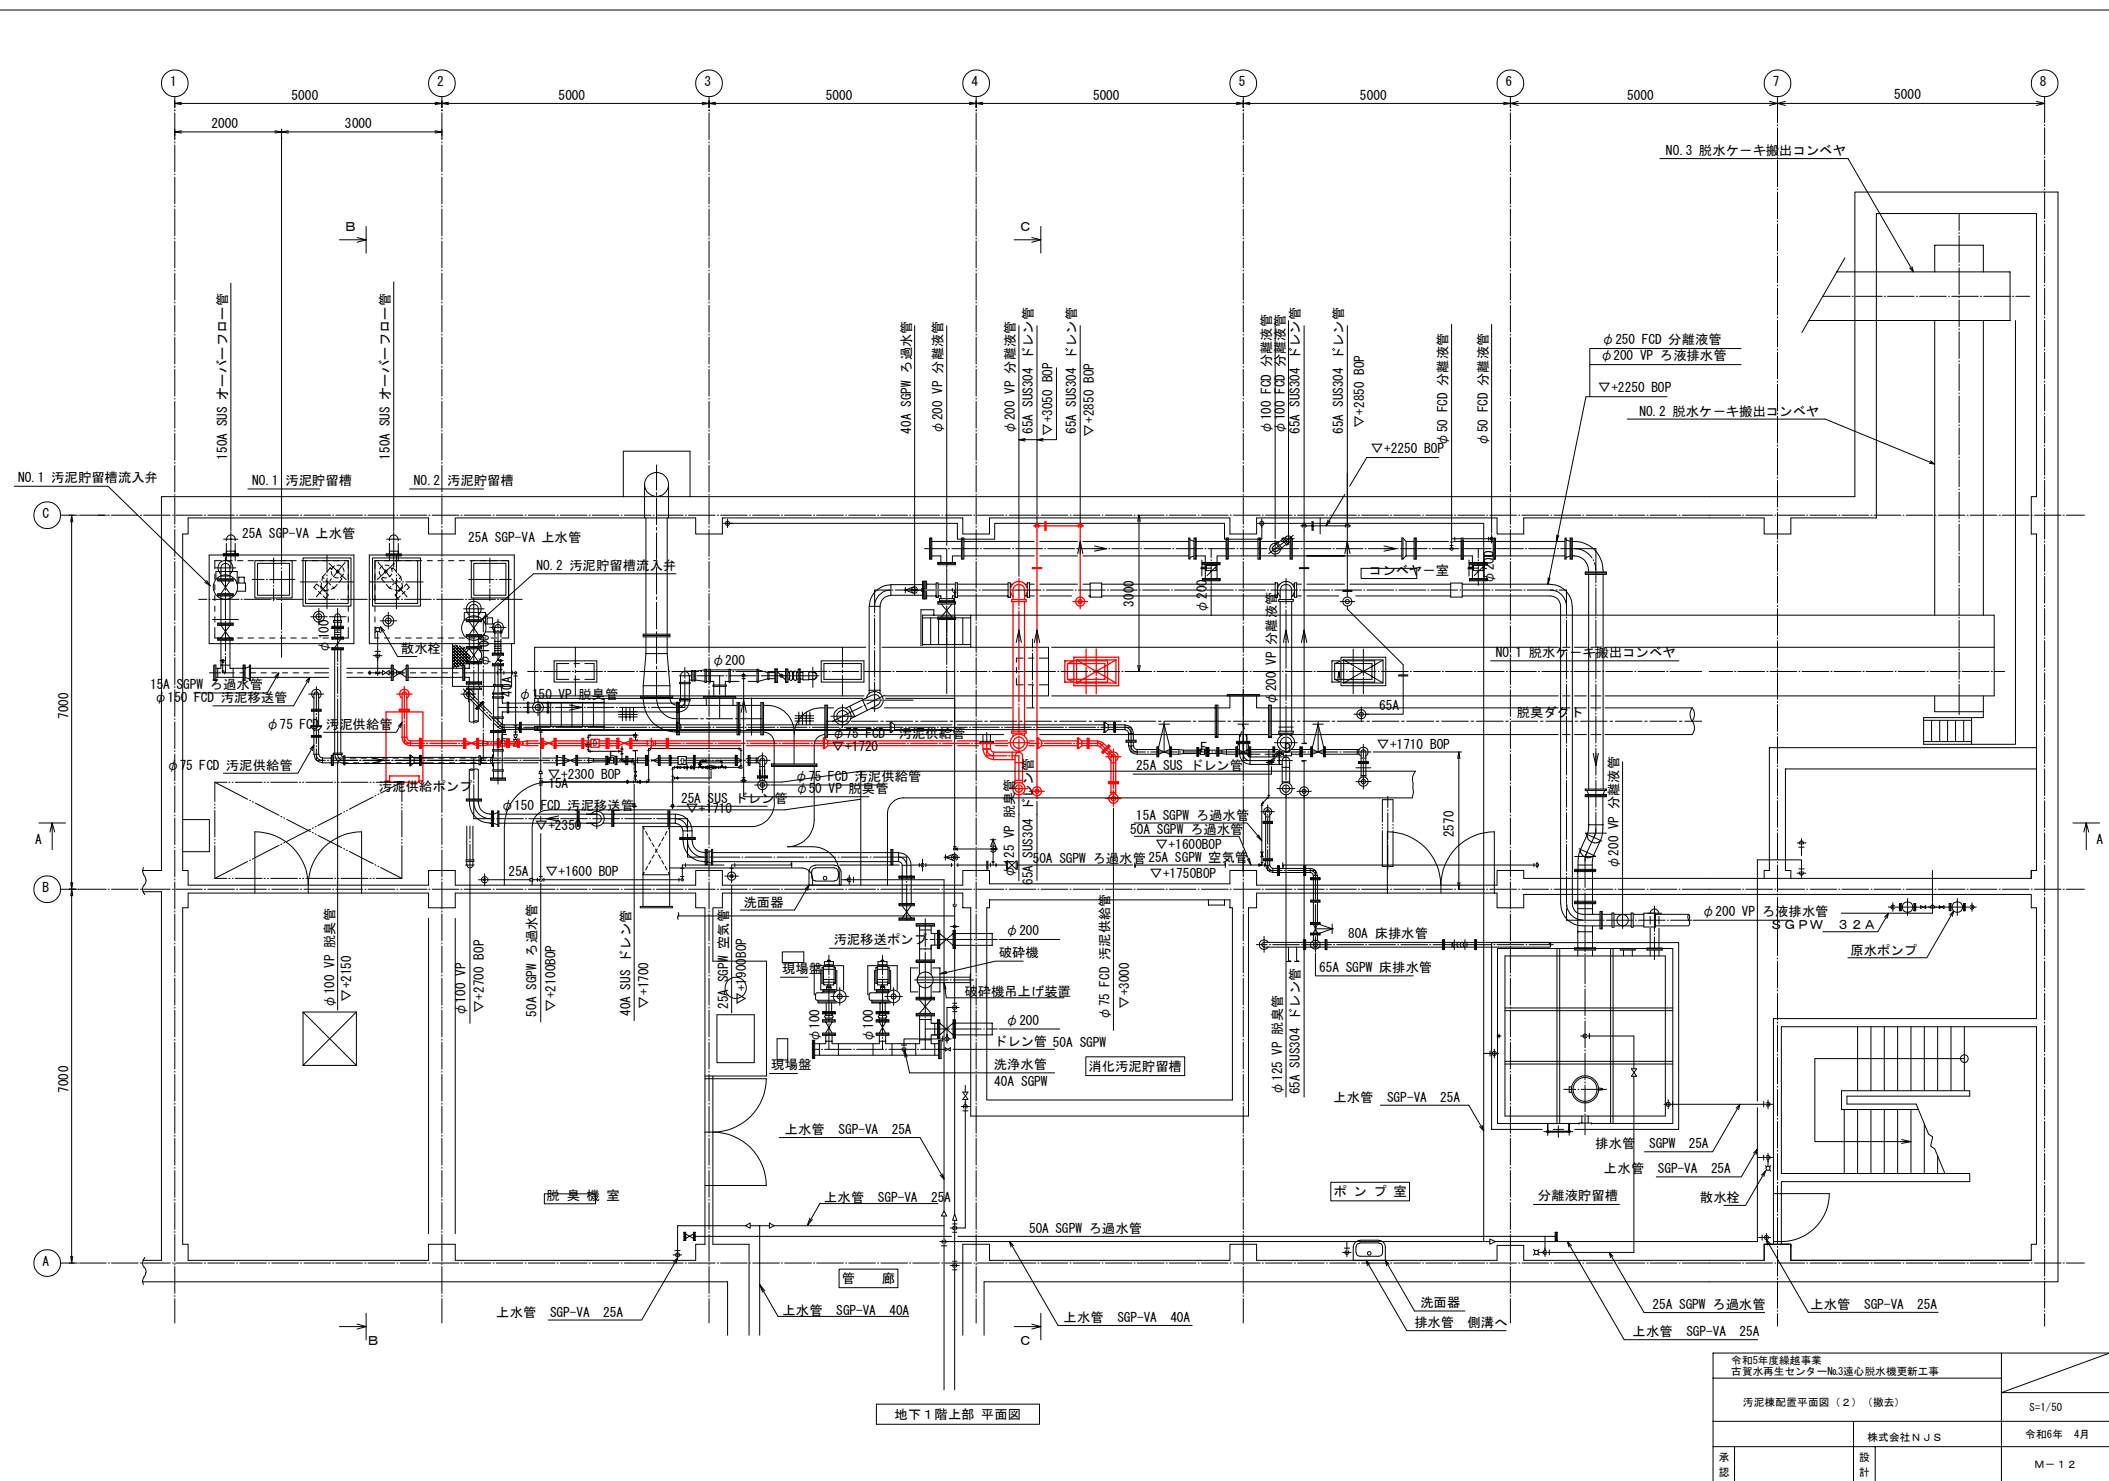 1
2
3
4
5
6
7
8
5000
5000
5000
5000
5000
5000
5000
2000
3000
NO.3 脱水ケーキ搬出コンベヤ
B
C
150A SUS オーバーフロー管
150A SUS オーバーフロー管
40A SGPW ろ過水管
φ200 VP 分離液管
φ200 VP 分離液管
65A SUS304 ドレン管
▽+3050 BOP
65A SUS304 ドレン管
▽+2850 BOP
φ100 FCD 分離液管
φ100 FCD 分離液管
65A SUS304 ドレン管
65A SUS304 ドレン管
▽+2850 BOP
φ50 FCD 分離液管
φ50 FCD 分離液管
φ250 FCD 分離液管
φ200 VP ろ液排水管
▽+2250 BOP
NO.2 脱水ケーキ搬出コンベヤ
▽+2250 BOP
NO.1 汚泥貯留槽流入弁
NO.1 汚泥貯留槽
NO.2 汚泥貯留槽
C
25A SGP-VA 上水管
25A SGP-VA 上水管
NO.2 汚泥貯留槽流入弁
コンベヤー室
φ200
φ200
3000
φ100
φ100
散水栓
φ200
φ200 VP 分離液管
NO.1 脱水ケーキ搬出コンベヤ
15A SGPW ろ過水管
φ150 FCD 汚泥移送管
40A
φ150 VP 脱臭管
65A
脱臭ダクト
7000
φ75 FCD 汚泥供給管
φ75 FCD 汚泥供給管
▽+1720
▽+1710 BOP
φ75 FCD 汚泥供給管
25A SUS ドレン管
汚泥供給ポンプ
▽+2300 BOP
15A
φ75 FCD 汚泥供給管
φ50 VP 脱臭管
φ150 FCD 汚泥移送管
▽+2350
25A SUS ドレン管
▽+1710
φ125 VP 脱臭管
65A SUS304 ドレン管
15A SGPW ろ過水管
50A SGPW ろ過水管
▽+1600BOP
50A SGPW ろ過水管
25A SGPW 空気管
▽+1750BOP
2570
φ200 VP 分離液管
A
A
B
25A
▽+1600 BOP
洗面器
φ100 VP 脱臭管
▽+2150
φ100 VP
▽+2700 BOP
50A SGPW ろ過水管
▽+2100BOP
40A SUS ドレン管
▽+1700
25A SGPW 空気管
▽+1900BOP
汚泥移送ポンプ
φ200
破砕機
現場盤
破砕機吊上げ装置
φ75 FCD 汚泥供給管
▽+3000
80A 床排水管
65A SGPW 床排水管
φ200 VP ろ液排水管
SGPW 32A
原水ポンプ
φ100
φ100
φ200
ドレン管 50A SGPW
現場盤
洗浄水管
40A SGPW
消化汚泥貯留槽
φ125 VP 脱臭管
65A SUS304 ドレン管
7000
上水管 SGP-VA 25A
上水管 SGP-VA 25A
排水管 SGPW 25A
上水管 SGP-VA 25A
脱臭機室
上水管 SGP-VA 25A
ポンプ室
分離液貯留槽
散水栓
50A SGPW ろ過水管
A
管 廊
上水管 SGP-VA 25A
上水管 SGP-VA 40A
上水管 SGP-VA 40A
洗面器
排水管 側溝へ
25A SGPW ろ過水管
上水管 SGP-VA 25A
上水管 SGP-VA 25A
B
C
地下1階上部 平面図
令和5年度繰越事業
古賀水再生センターNo.3遠心脱水機更新工事
汚泥棟配置平面図（2）（撤去）
S=1/50
株式会社NJS
令和6年 4月
承認
設計
M-12